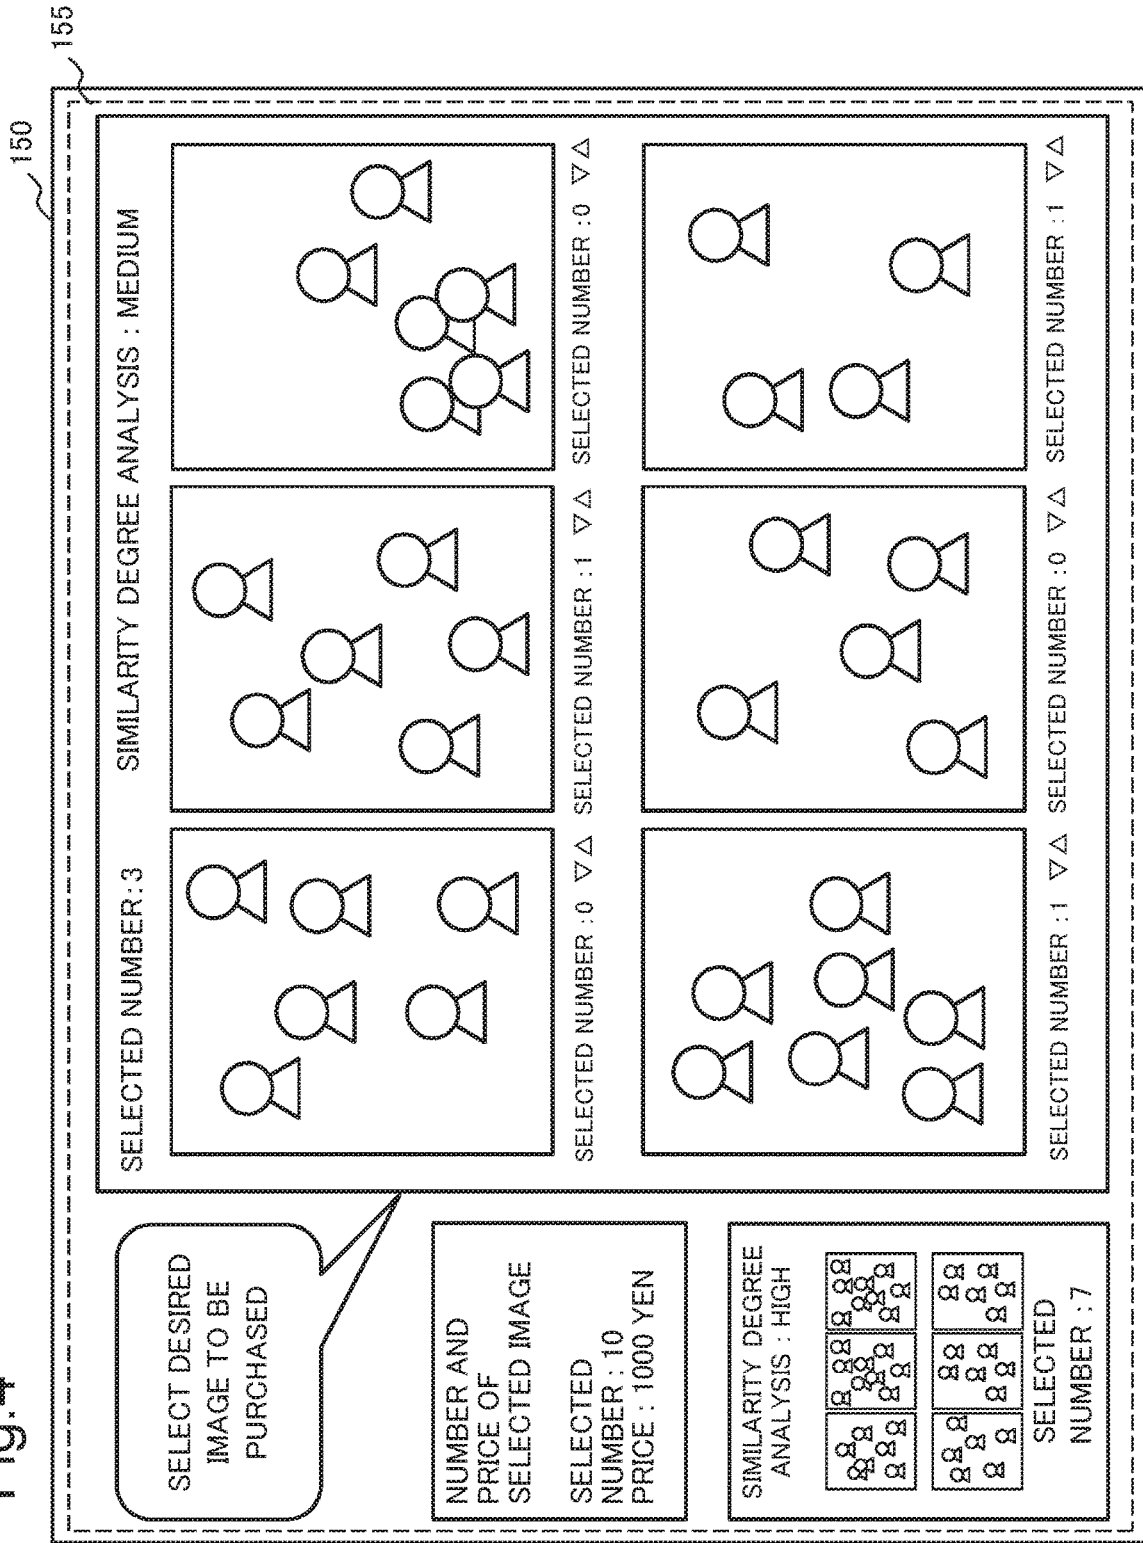 Fig.4
150
155
SELECT DESIRED
IMAGE TO BE
PURCHASED
NUMBER AND
PRICE OF
SELECTED IMAGE
SELECTED
NUMBER : 10
PRICE : 1000 YEN
SIMILARITY DEGREE
ANALYSIS : HIGH
SELECTED
NUMBER : 7
SELECTED NUMBER : 3 SIMILARITY DEGREE ANALYSIS : MEDIUM
SELECTED NUMBER : 0 ▽△ SELECTED NUMBER : 1 ▽△ SELECTED NUMBER : 0 ▽△
SELECTED NUMBER : 1 ▽△ SELECTED NUMBER : 0 ▽△ SELECTED NUMBER : 1 ▽△